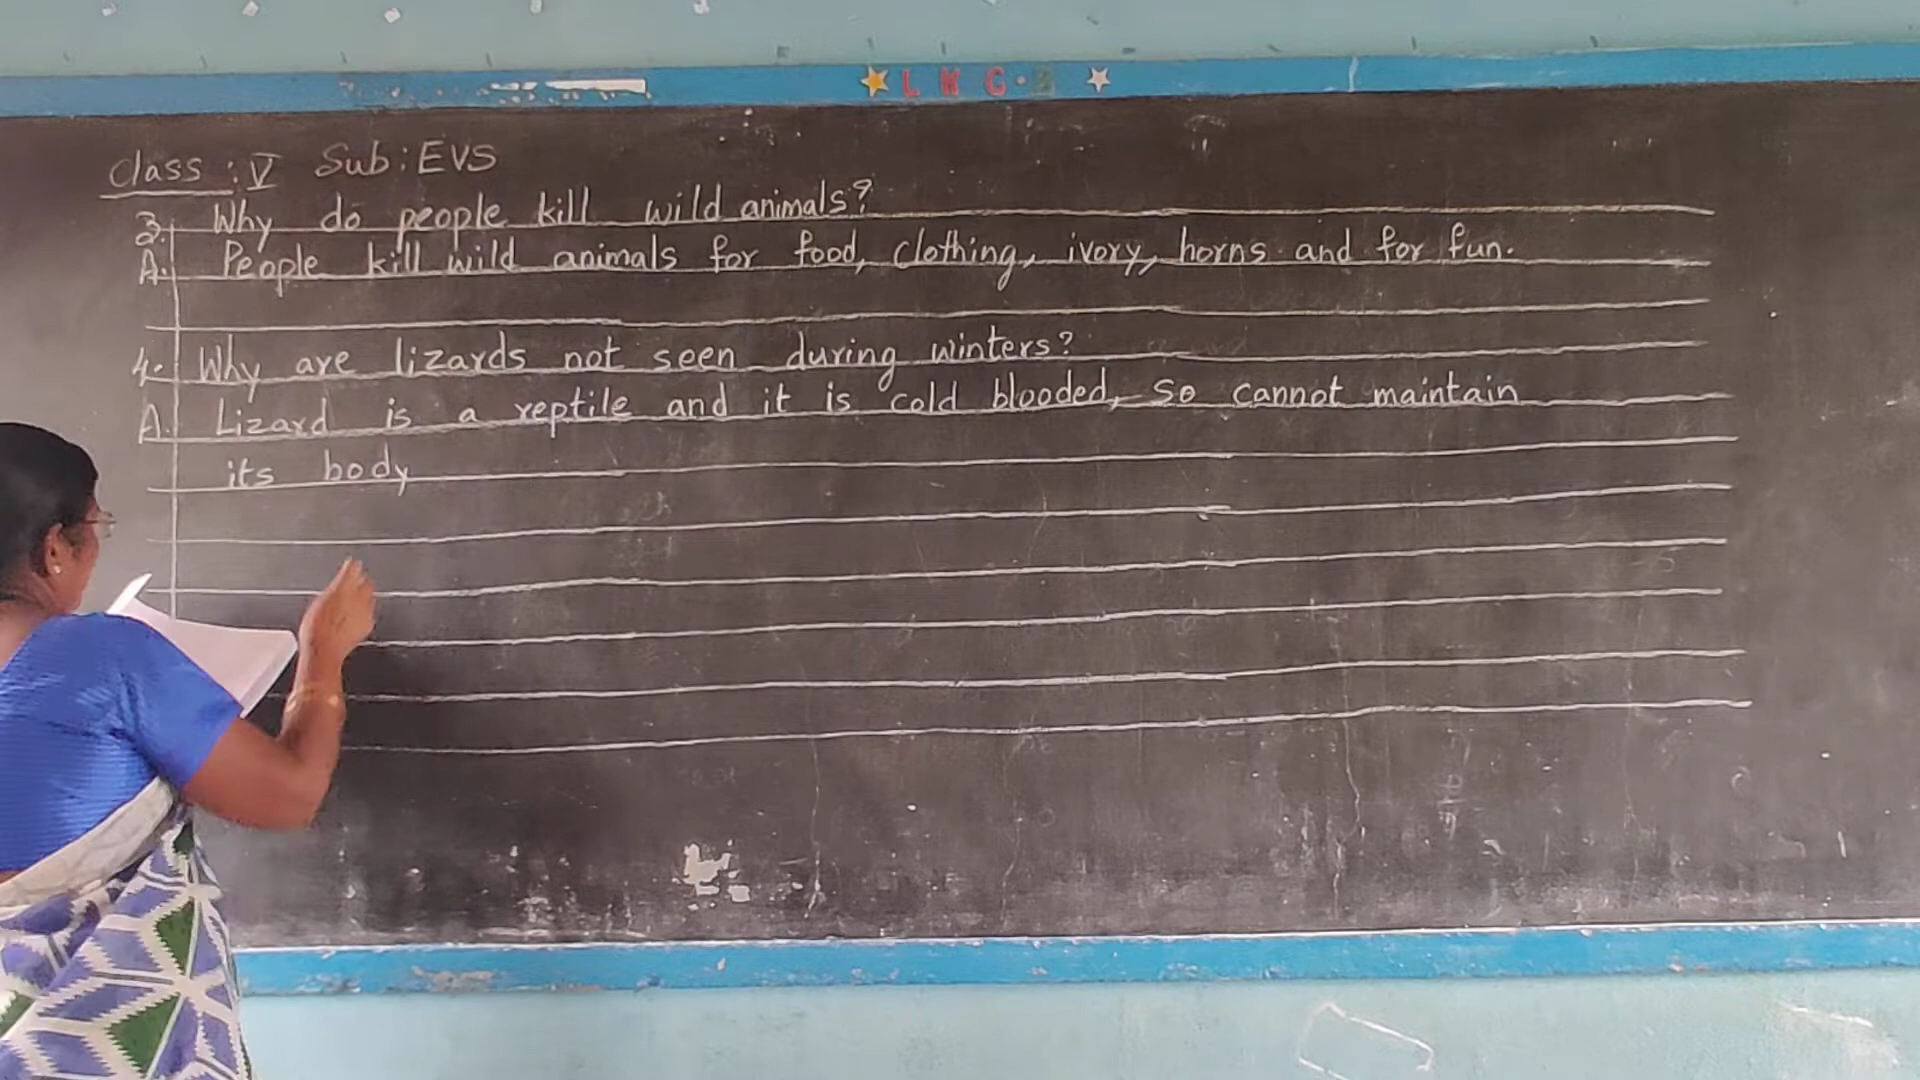 LKG-B
Class : V Sub : EVS
3. Why do people kill wild animals?
A. People kill wild animals for food, clothing, ivory, horns and for fun.
4. Why are lizards not seen during winters?
A. Lizard is a reptile and it is cold blooded, so cannot maintain
its body